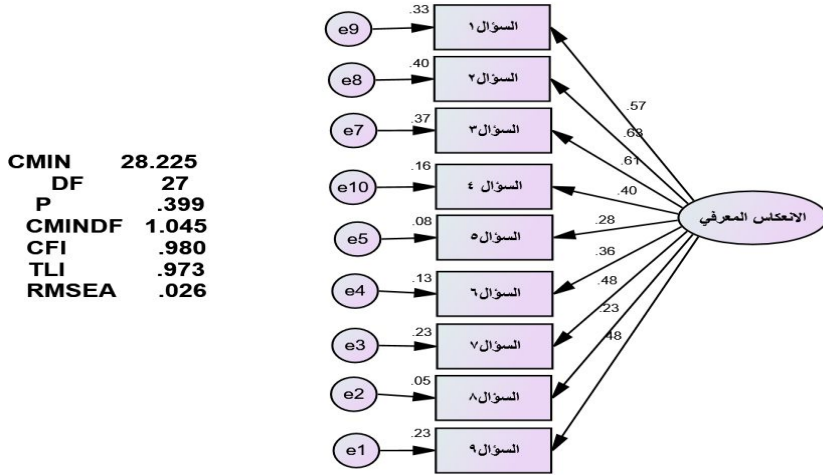 CMIN 28.225
DF 27
P .399
CMINDF 1.045
CFI .980
TLI .973
RMSEA .026
e9 .33 السؤال١ .57
e8 .40 السؤال٢ .63
e7 .37 السؤال٣ .61
e10 .16 السؤال ٤ .40
e5 .08 السؤال٥ .28
e4 .13 السؤال٦ .36
e3 .23 السؤال٧ .48
e2 .05 السؤال٨ .23
e1 .23 السؤال٩ .48
الانعكاس المعرفي